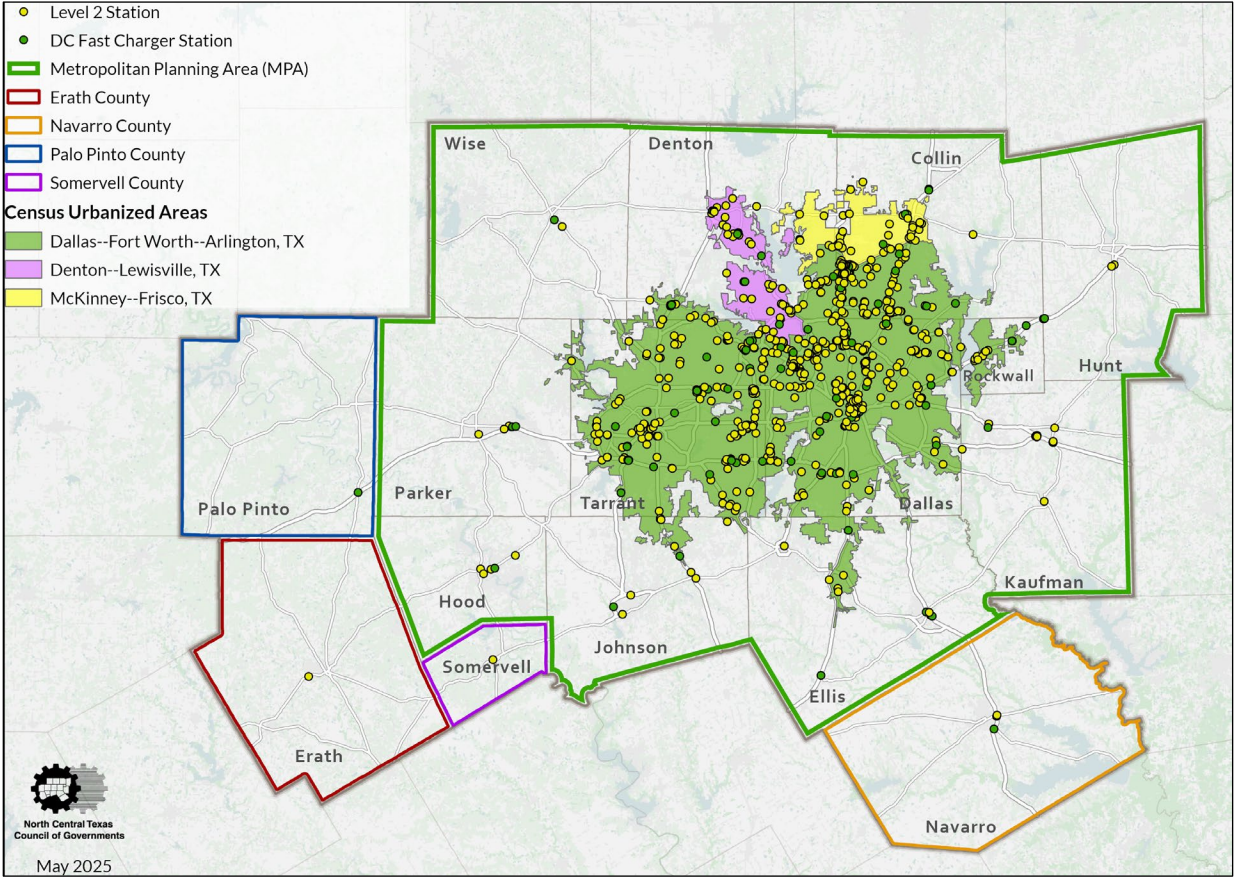 Level 2 Station
DC Fast Charger Station
Metropolitan Planning Area (MPA)
Erath County
Navarro County
Palo Pinto County
Somervell County
Census Urbanized Areas
Dallas--Fort Worth--Arlington, TX
Denton--Lewisville, TX
McKinney--Frisco, TX
Wise
Denton
Collin
Hunt
Rockwall
Palo Pinto
Parker
Tarrant
Dallas
Kaufman
Hood
Johnson
Somervell
Ellis
Erath
Navarro
North Central Texas
Council of Governments
May 2025